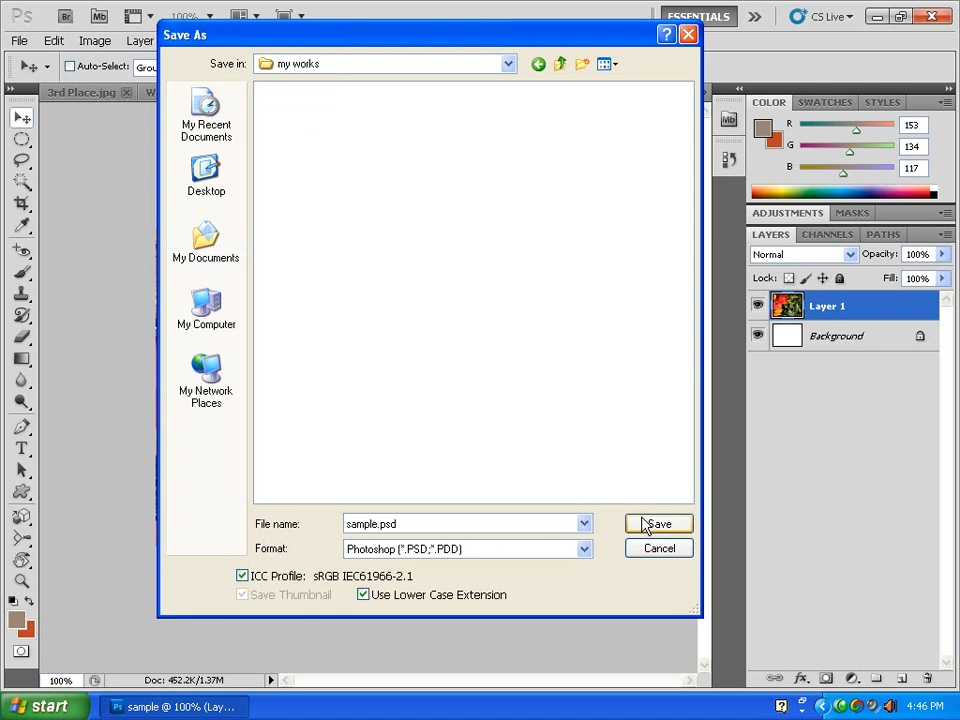 Ps
Br
Mb
100%
ESSENTIALS
CS Live
File Edit Image Layer
Auto-Select:
3rd Place.jpg
Save As
Save in: my works
My Recent
Documents
Desktop
My Documents
My Computer
My Network
Places
File name: sample.psd
Save
Format: Photoshop (*.PSD;*.PDD)
Cancel
ICC Profile: sRGB IEC61966-2.1
Save Thumbnail Use Lower Case Extension
Mb
COLOR SWATCHES STYLES
R 153
G 134
B 117
ADJUSTMENTS MASKS
LAYERS CHANNELS PATHS
Normal Opacity: 100%
Lock: Fill: 100%
Layer 1
Background
T
fx
100% Doc: 452.2K/1.37M
start
Ps sample @ 100% (Lay...
4:46 PM